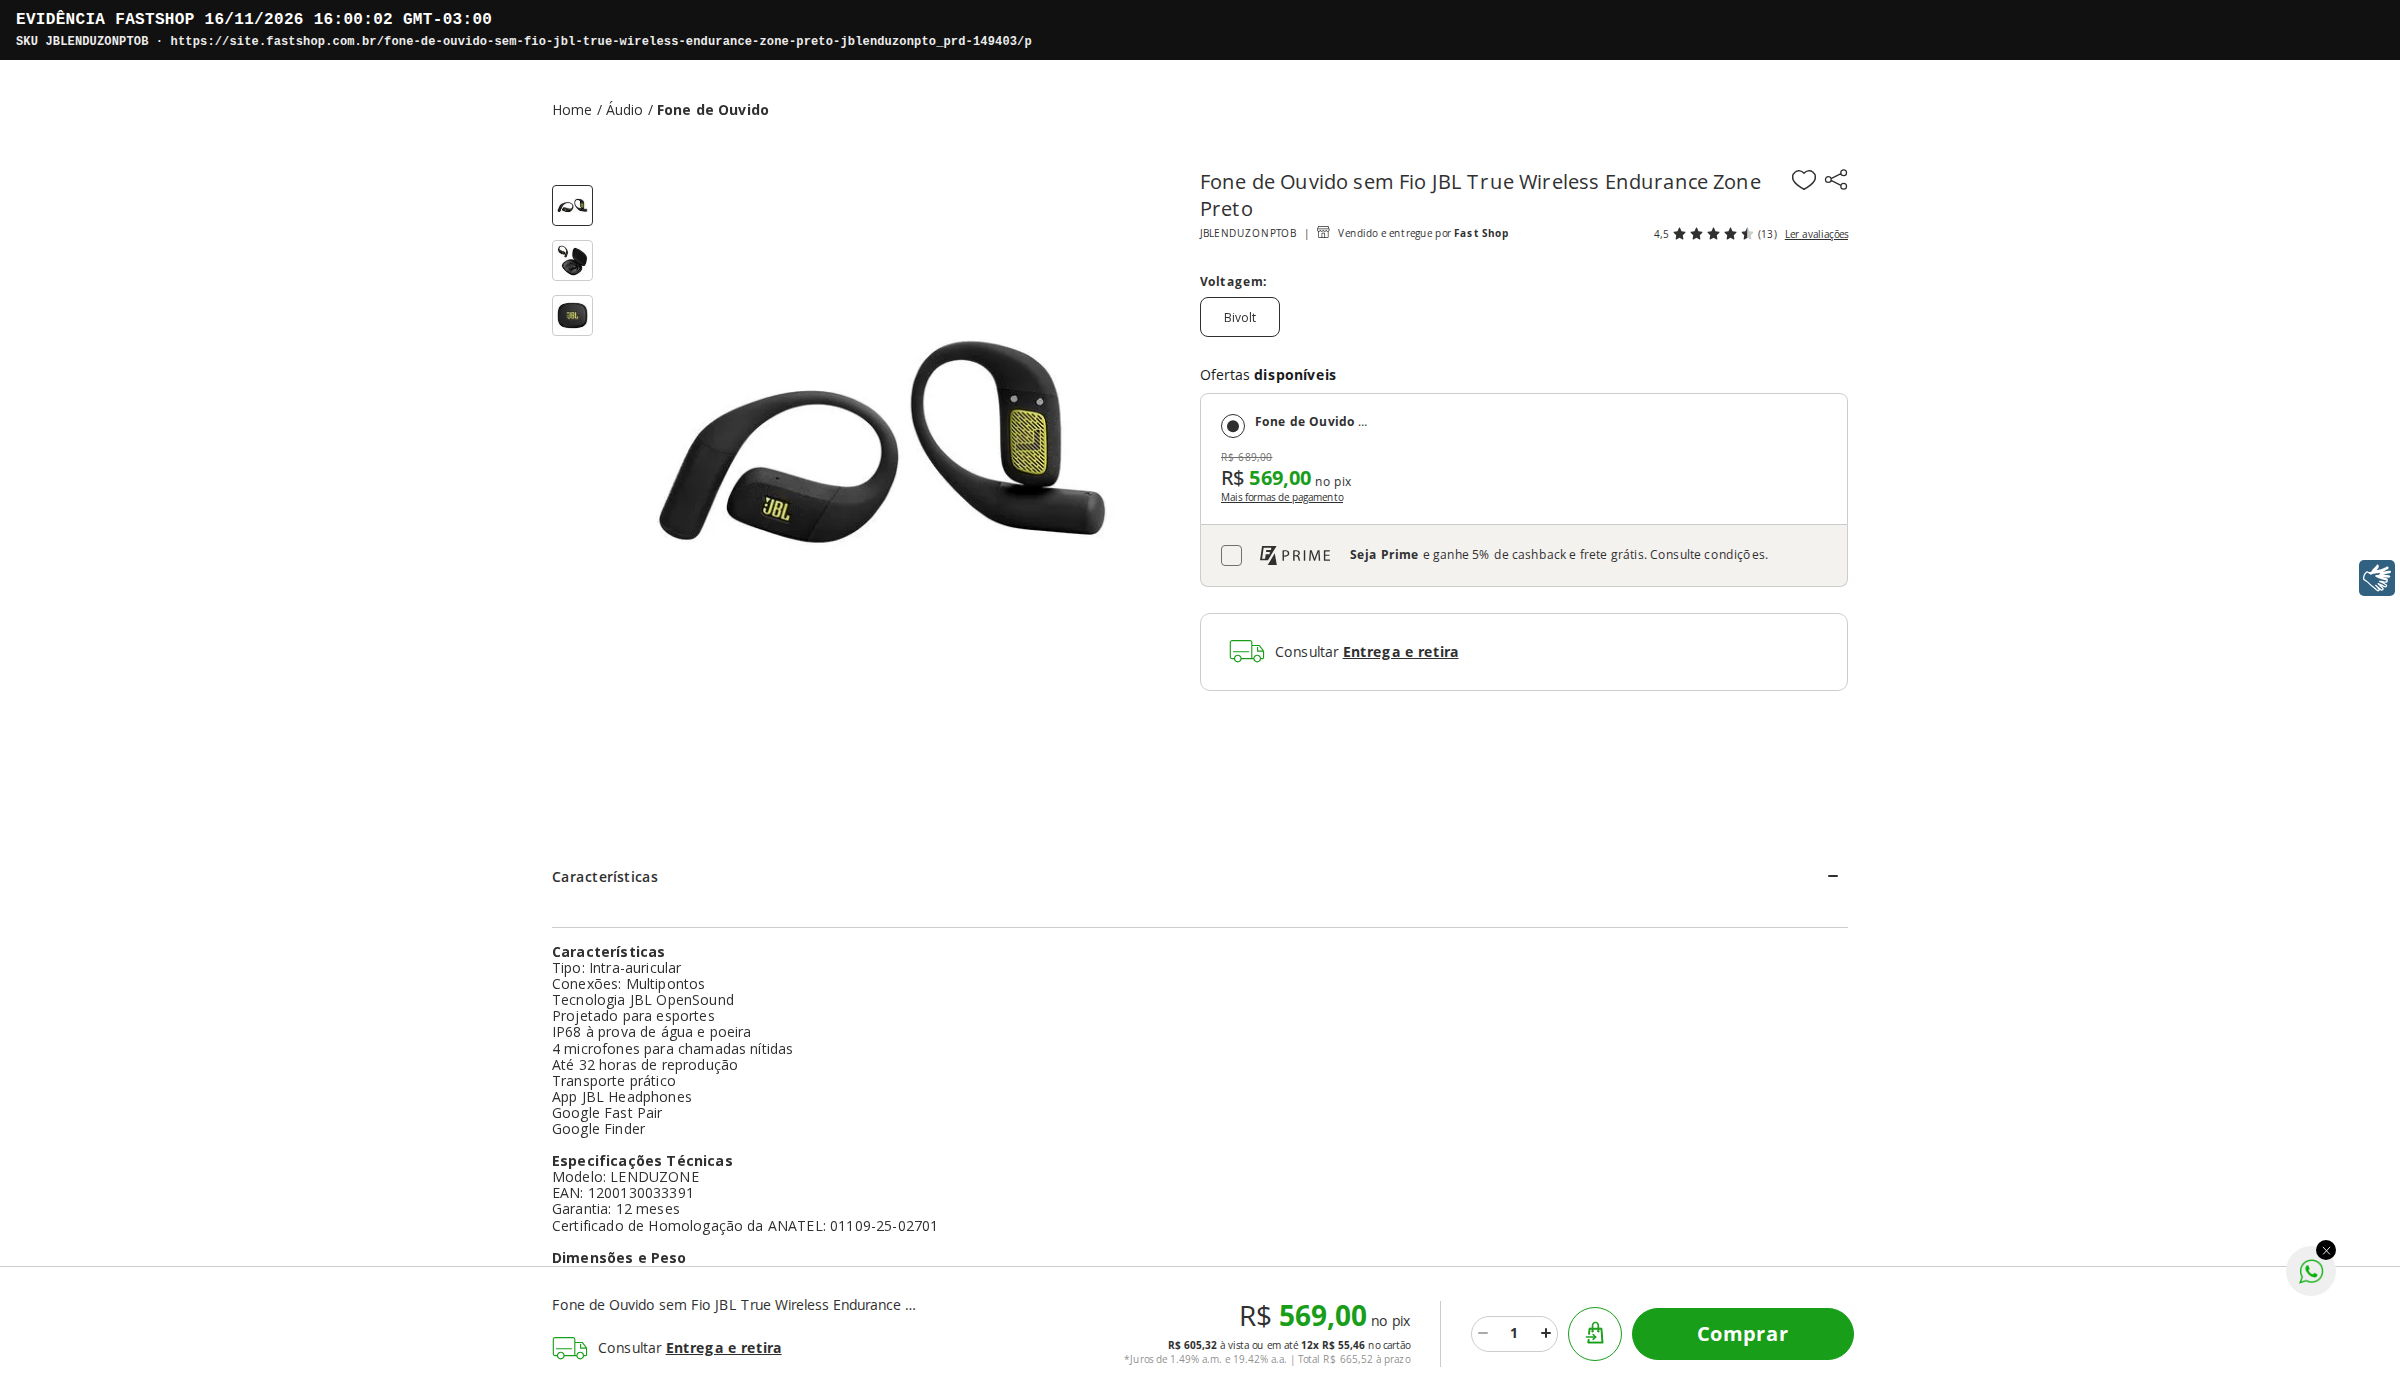 EVIDÊNCIA FASTSHOP 16/11/2026 16:00:02 GMT-03:00
SKU JBLENDUZONPTOB · https://site.fastshop.com.br/fone-de-ouvido-sem-fio-jbl-true-wireless-endurance-zone-preto-jblenduzonpto_prd-149403/p
Home / Áudio / Fone de Ouvido
Fone de Ouvido sem Fio JBL True Wireless Endurance Zone
Preto
JBLENDUZONPTOB | Vendido e entregue por Fast Shop
4,5 (13) Ler avaliações
Voltagem:
Bivolt
Ofertas disponíveis
Fone de Ouvido ...
R$ 689,00
R$ 569,00 no pix
Mais formas de pagamento
PRIME Seja Prime e ganhe 5% de cashback e frete grátis. Consulte condições.
Consultar Entrega e retira
JBL
JBL
Características
Características
Tipo: Intra-auricular
Conexões: Multipontos
Tecnologia JBL OpenSound
Projetado para esportes
IP68 à prova de água e poeira
4 microfones para chamadas nítidas
Até 32 horas de reprodução
Transporte prático
App JBL Headphones
Google Fast Pair
Google Finder
Especificações Técnicas
Modelo: LENDUZONE
EAN: 1200130033391
Garantia: 12 meses
Certificado de Homologação da ANATEL: 01109-25-02701
Dimensões e Peso
Fone de Ouvido sem Fio JBL True Wireless Endurance ...
Consultar Entrega e retira
R$ 569,00 no pix
R$ 605,32 à vista ou em até 12x R$ 55,46 no cartão
*Juros de 1.49% a.m. e 19.42% a.a. | Total R$ 665,52 à prazo
1
Comprar